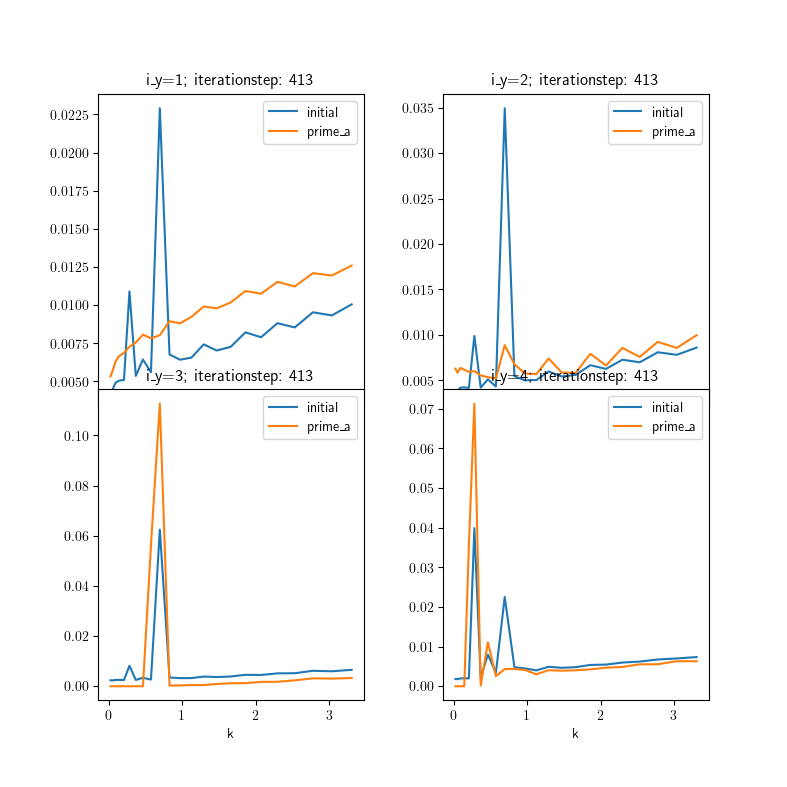 i_y=1; iterationstep: 413
0.0225
0.0200
0.0175
0.0150
0.0125
0.0100
0.0075
0.0050
initial
prime_a
i_y=2; iterationstep: 413
0.035
0.030
0.025
0.020
0.015
0.010
0.005
initial
prime_a
i_y=3; iterationstep: 413
0.10
0.08
0.06
0.04
0.02
0.00
initial
prime_a
0 1 2 3
k
i_y=4; iterationstep: 413
0.07
0.06
0.05
0.04
0.03
0.02
0.01
0.00
initial
prime_a
0 1 2 3
k